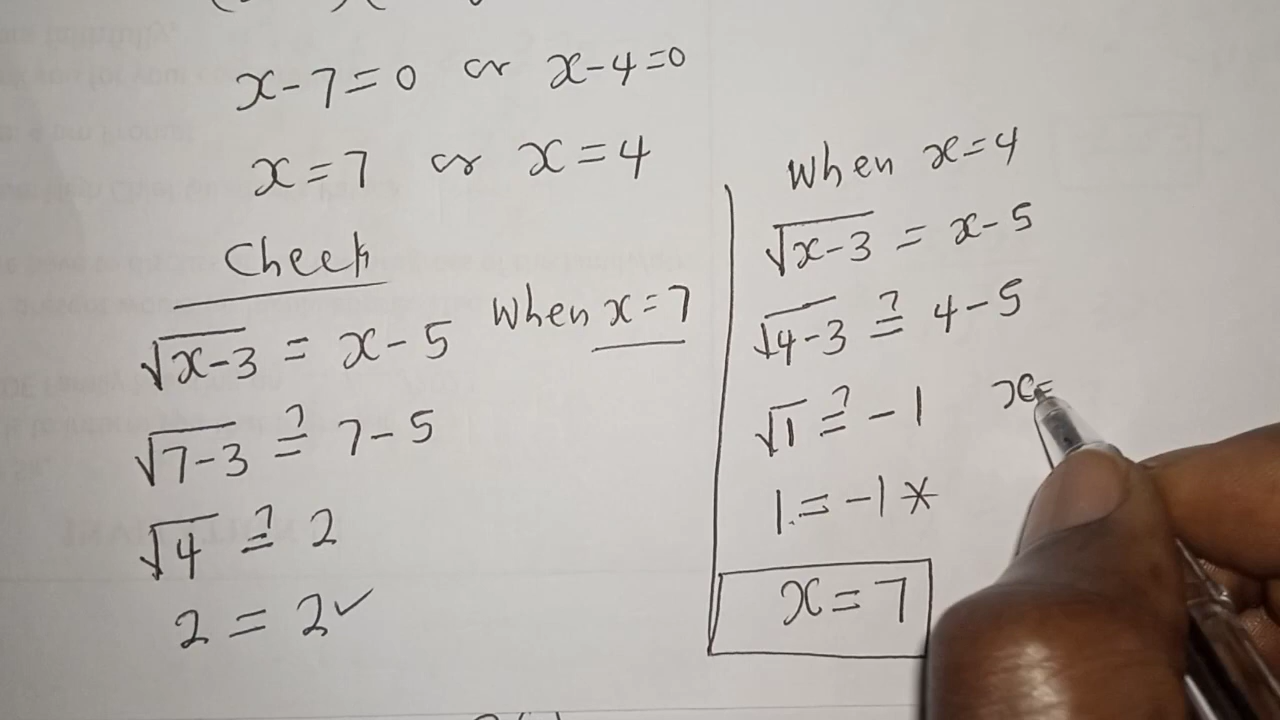 x-7=0 or x-4=0
x=7 or x=4
Check
√x-3 = x-5 When x=7
√7-3 ?= 7-5
√4 ?= 2
2 = 2✓
When x=4
√x-3 = x-5
√4-3 ?= 4-5
√1 ?= -1
x=
1 = -1 *
x=7